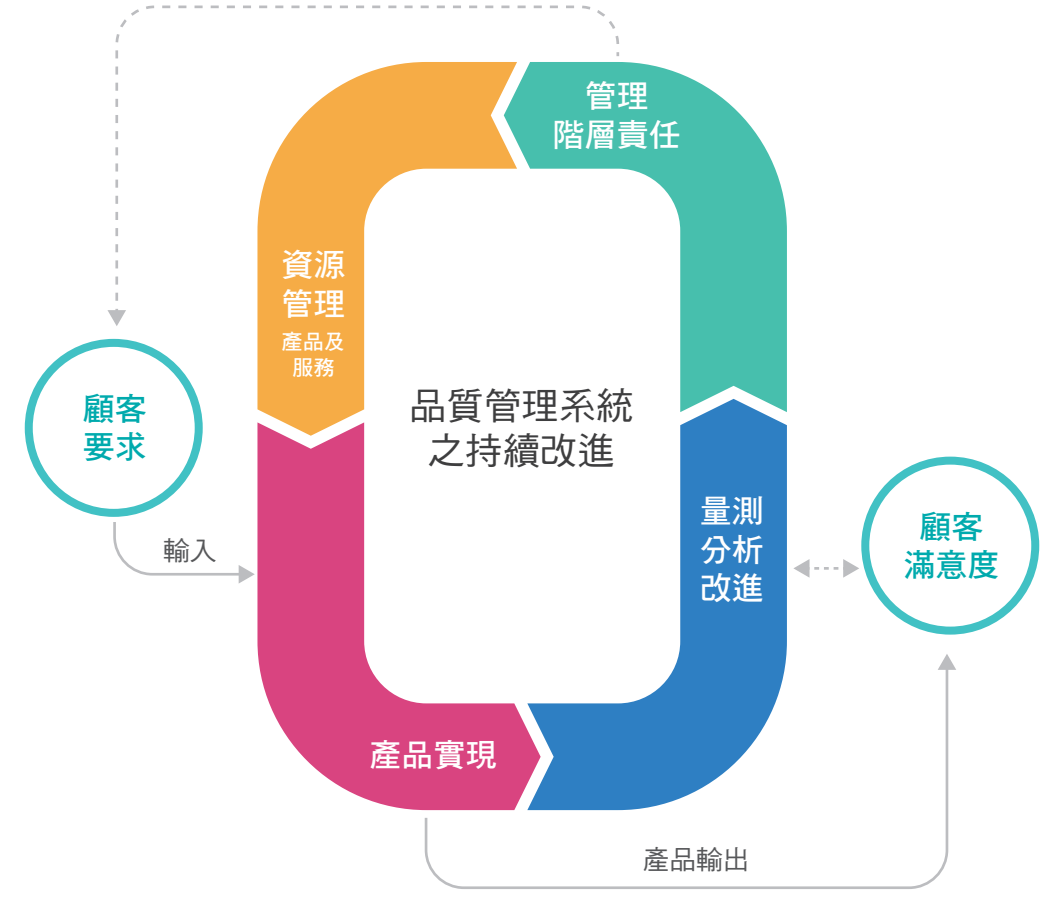 管理
階層責任
資源
管理
產品及
服務
顧客
要求
品質管理系統
之持續改進
量測
分析
改進
顧客
滿意度
輸入
產品實現
產品輸出